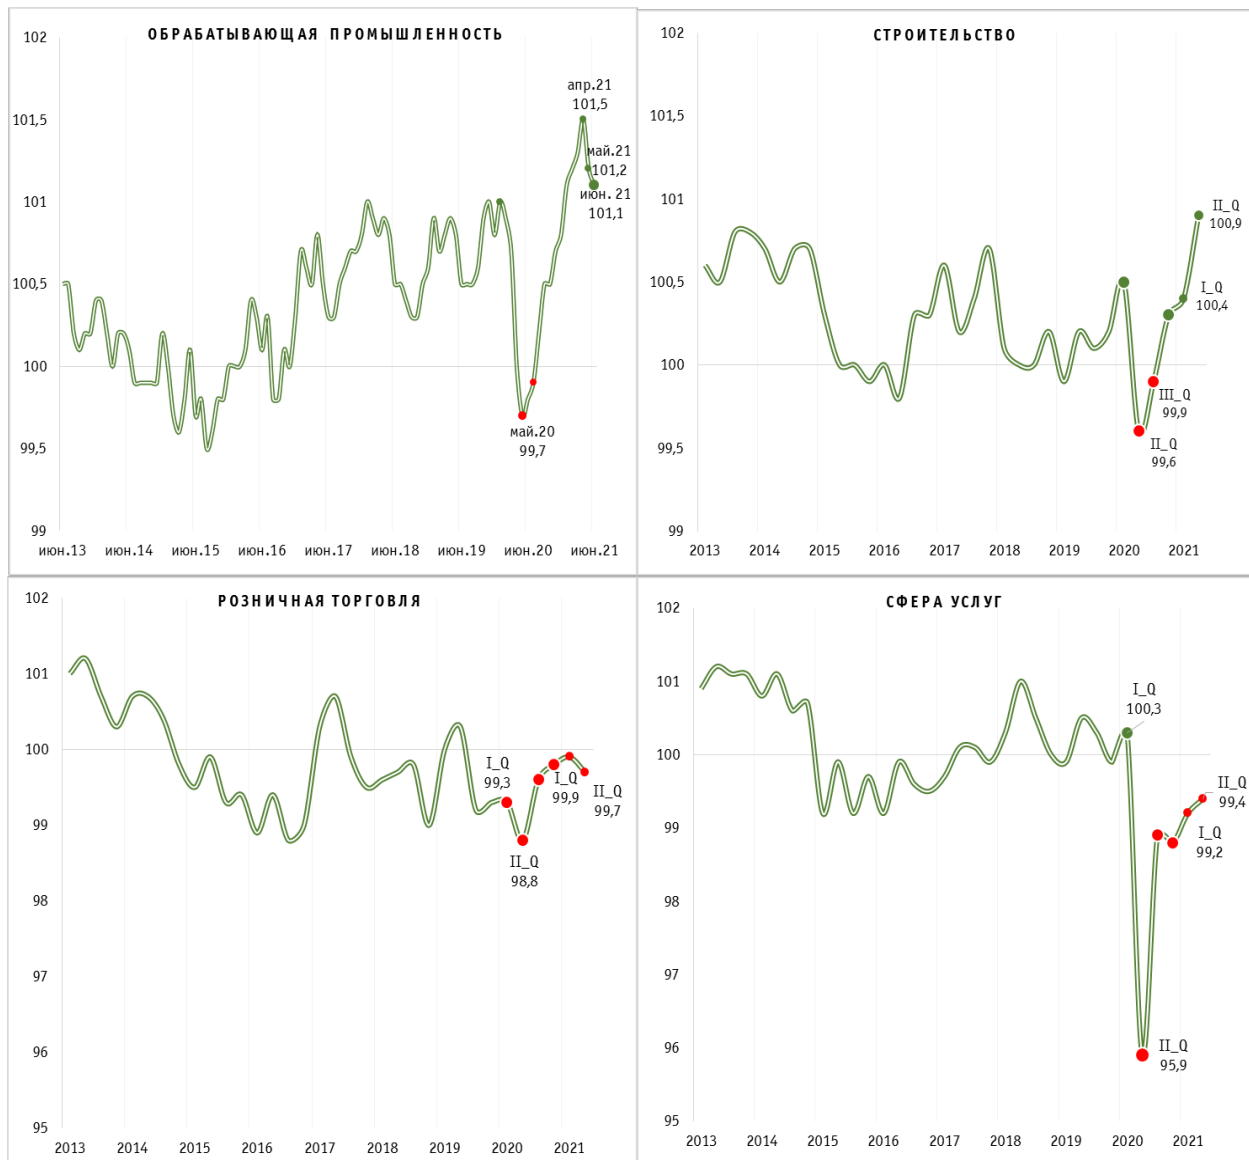 ОБРАБАТЫВАЮЩАЯ ПРОМЫШЛЕННОСТЬ
102
101,5
101
100,5
100
99,5
99
апр.21
101,5
май.21
101,2
июн. 21
101,1
май.20
99,7
июн.13 июн.14 июн.15 июн.16 июн.17 июн.18 июн.19 июн.20 июн.21
СТРОИТЕЛЬСТВО
102
101,5
101
100,5
100
99,5
99
II_Q
100,9
I_Q
100,4
III_Q
99,9
II_Q
99,6
2013 2014 2015 2016 2017 2018 2019 2020 2021
РОЗНИЧНАЯ ТОРГОВЛЯ
102
101
100
99
98
97
96
95
I_Q
99,3
I_Q
99,9
II_Q
99,7
II_Q
98,8
2013 2014 2015 2016 2017 2018 2019 2020 2021
СФЕРА УСЛУГ
102
101
100
99
98
97
96
95
I_Q
100,3
II_Q
99,4
I_Q
99,2
II_Q
95,9
2013 2014 2015 2016 2017 2018 2019 2020 2021